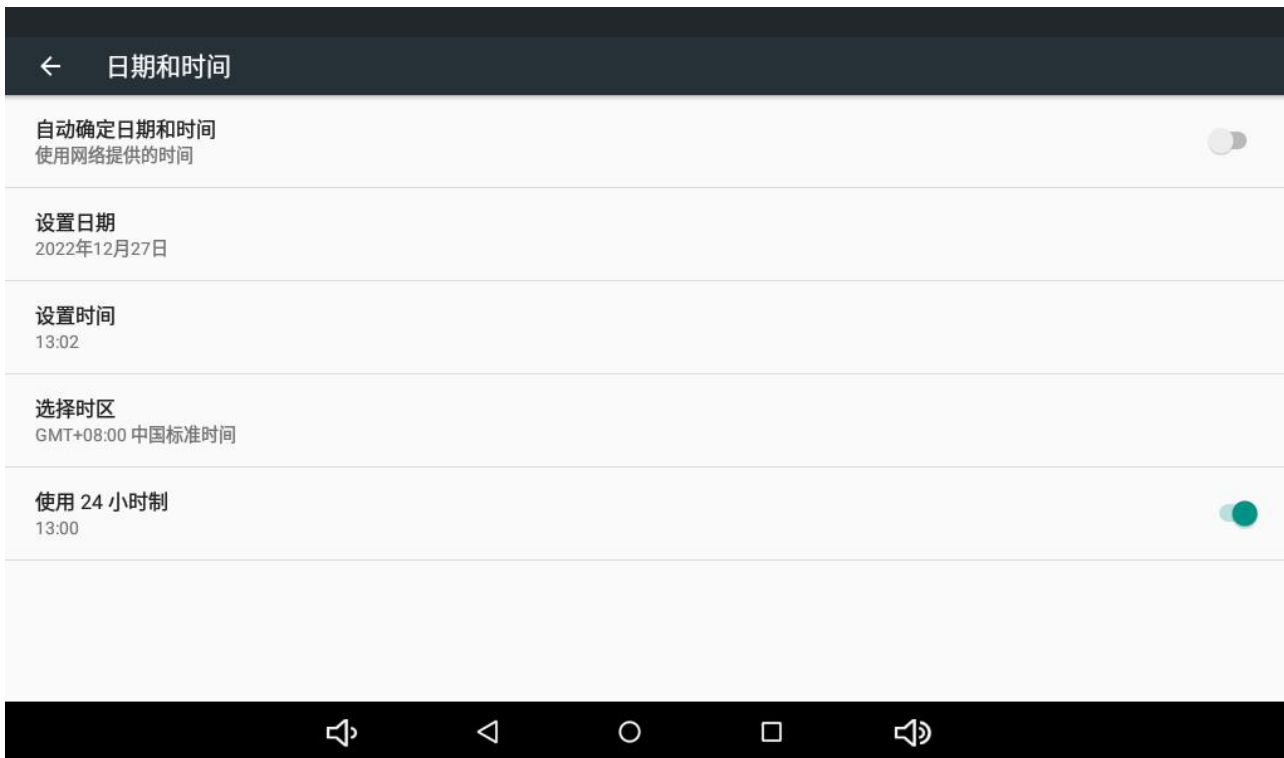 日期和时间
自动确定日期和时间
使用网络提供的时间
设置日期
2022年12月27日
设置时间
13:02
选择时区
GMT+08:00 中国标准时间
使用 24 小时制
13:00